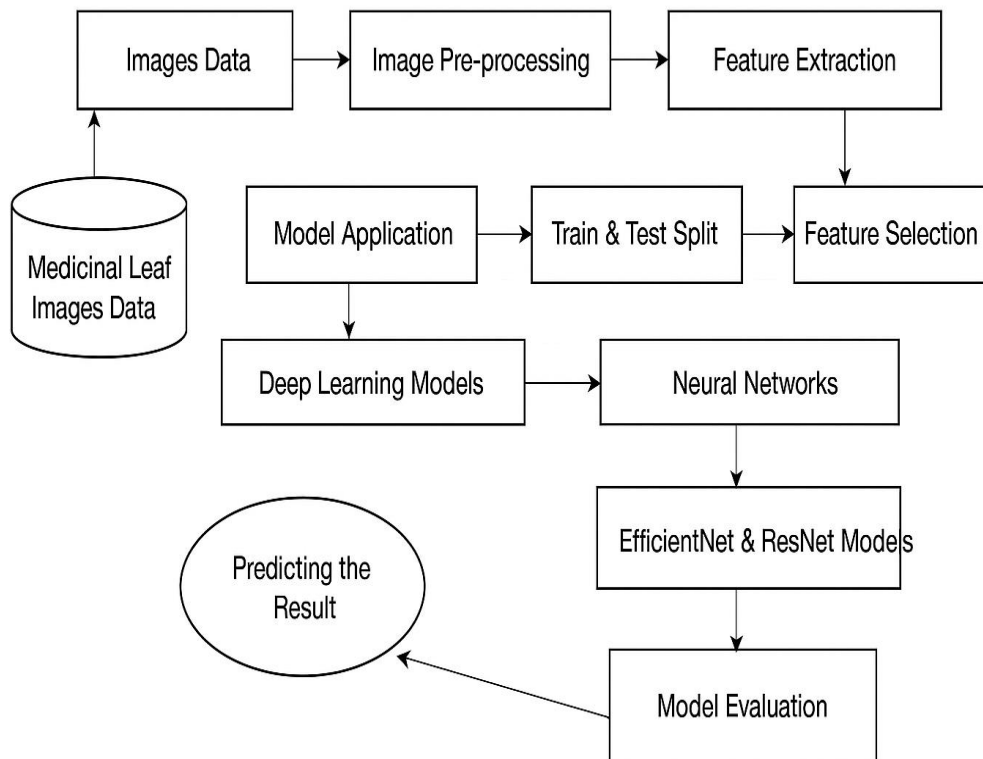 Images Data
Image Pre-processing
Feature Extraction
Medicinal Leaf
Images Data
Model Application
Train & Test Split
Feature Selection
Deep Learning Models
Neural Networks
EfficientNet & ResNet Models
Predicting the
Result
Model Evaluation